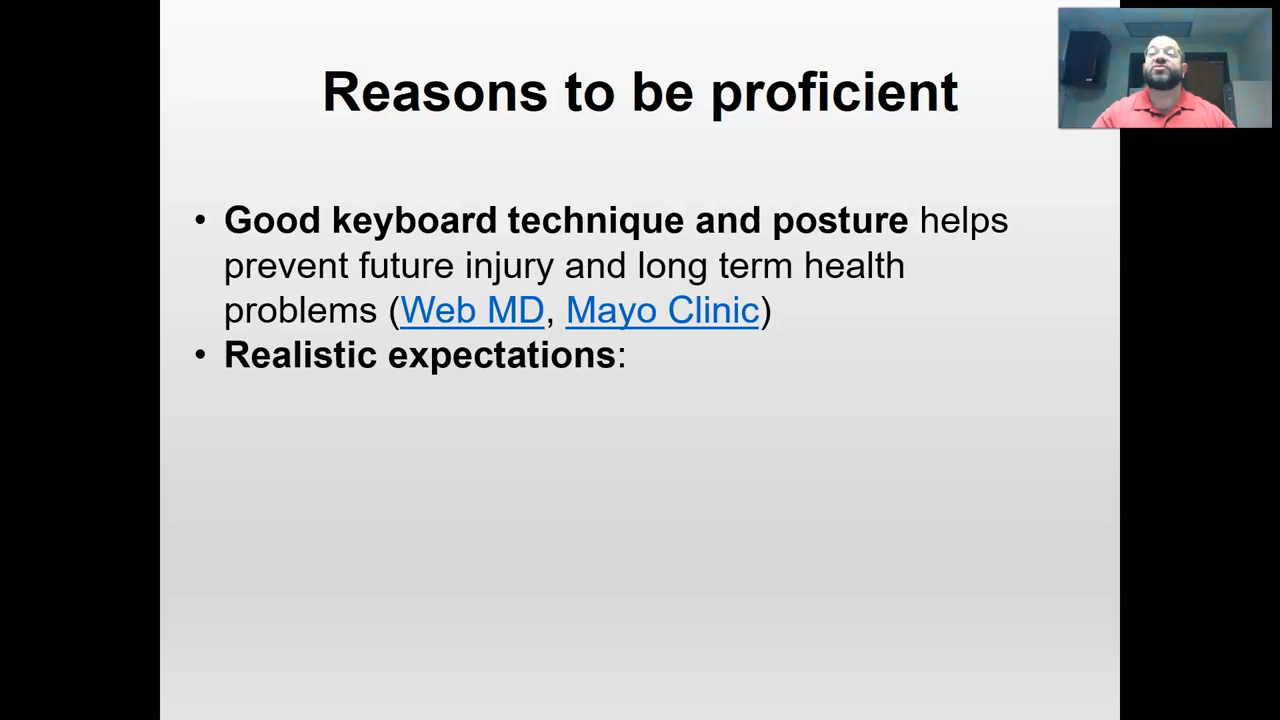 Reasons to be proficient
• Good keyboard technique and posture helps
prevent future injury and long term health
problems (Web MD, Mayo Clinic)
• Realistic expectations: